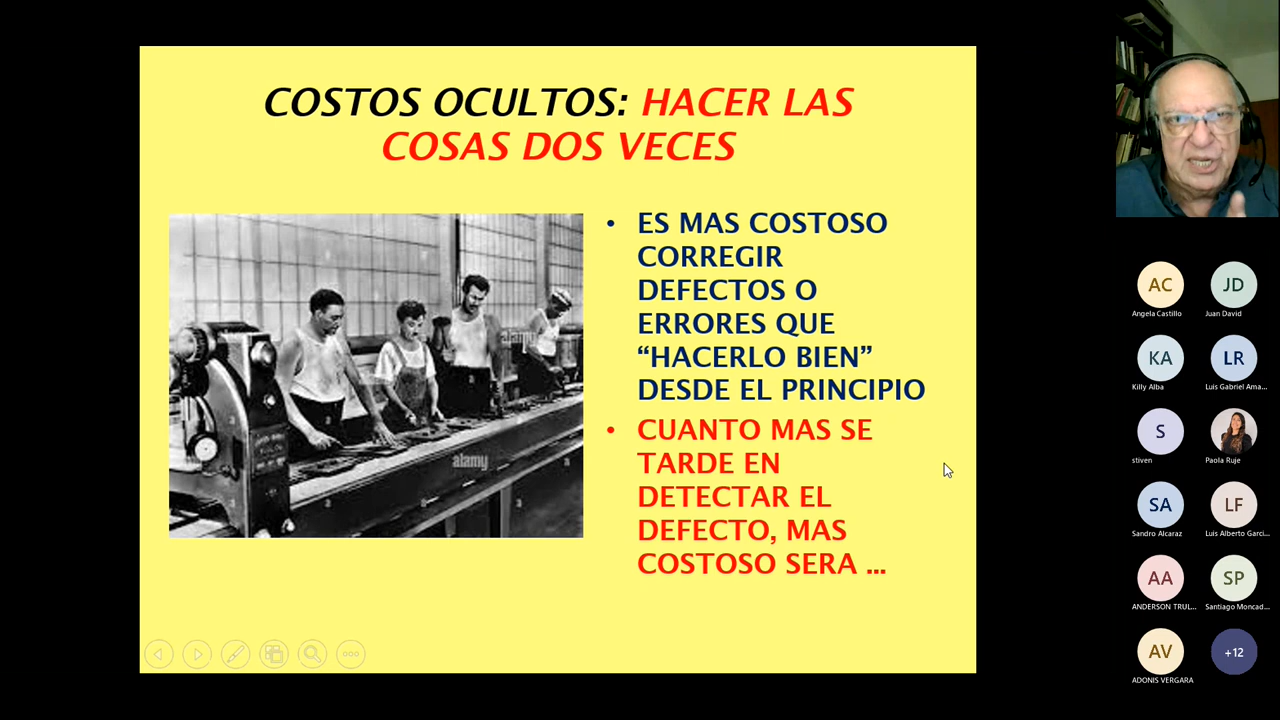 COSTOS OCULTOS: HACER LAS
COSAS DOS VECES
• ES MAS COSTOSO
CORREGIR
DEFECTOS O
ERRORES QUE
“HACERLO BIEN”
DESDE EL PRINCIPIO
• CUANTO MAS SE
TARDE EN
DETECTAR EL
DEFECTO, MAS
COSTOSO SERA ...
alamy
alamy
AC
Angela Castillo
JD
Juan David
KA
Killy Alba
LR
Luis Gabriel Ama...
S
stiven
Paola Ruje
SA
Sandro Alcaraz
LF
Luis Alberto Garci...
AA
ANDERSON TRUL...
SP
Santiago Moncad...
AV
ADONIS VERGARA
+12